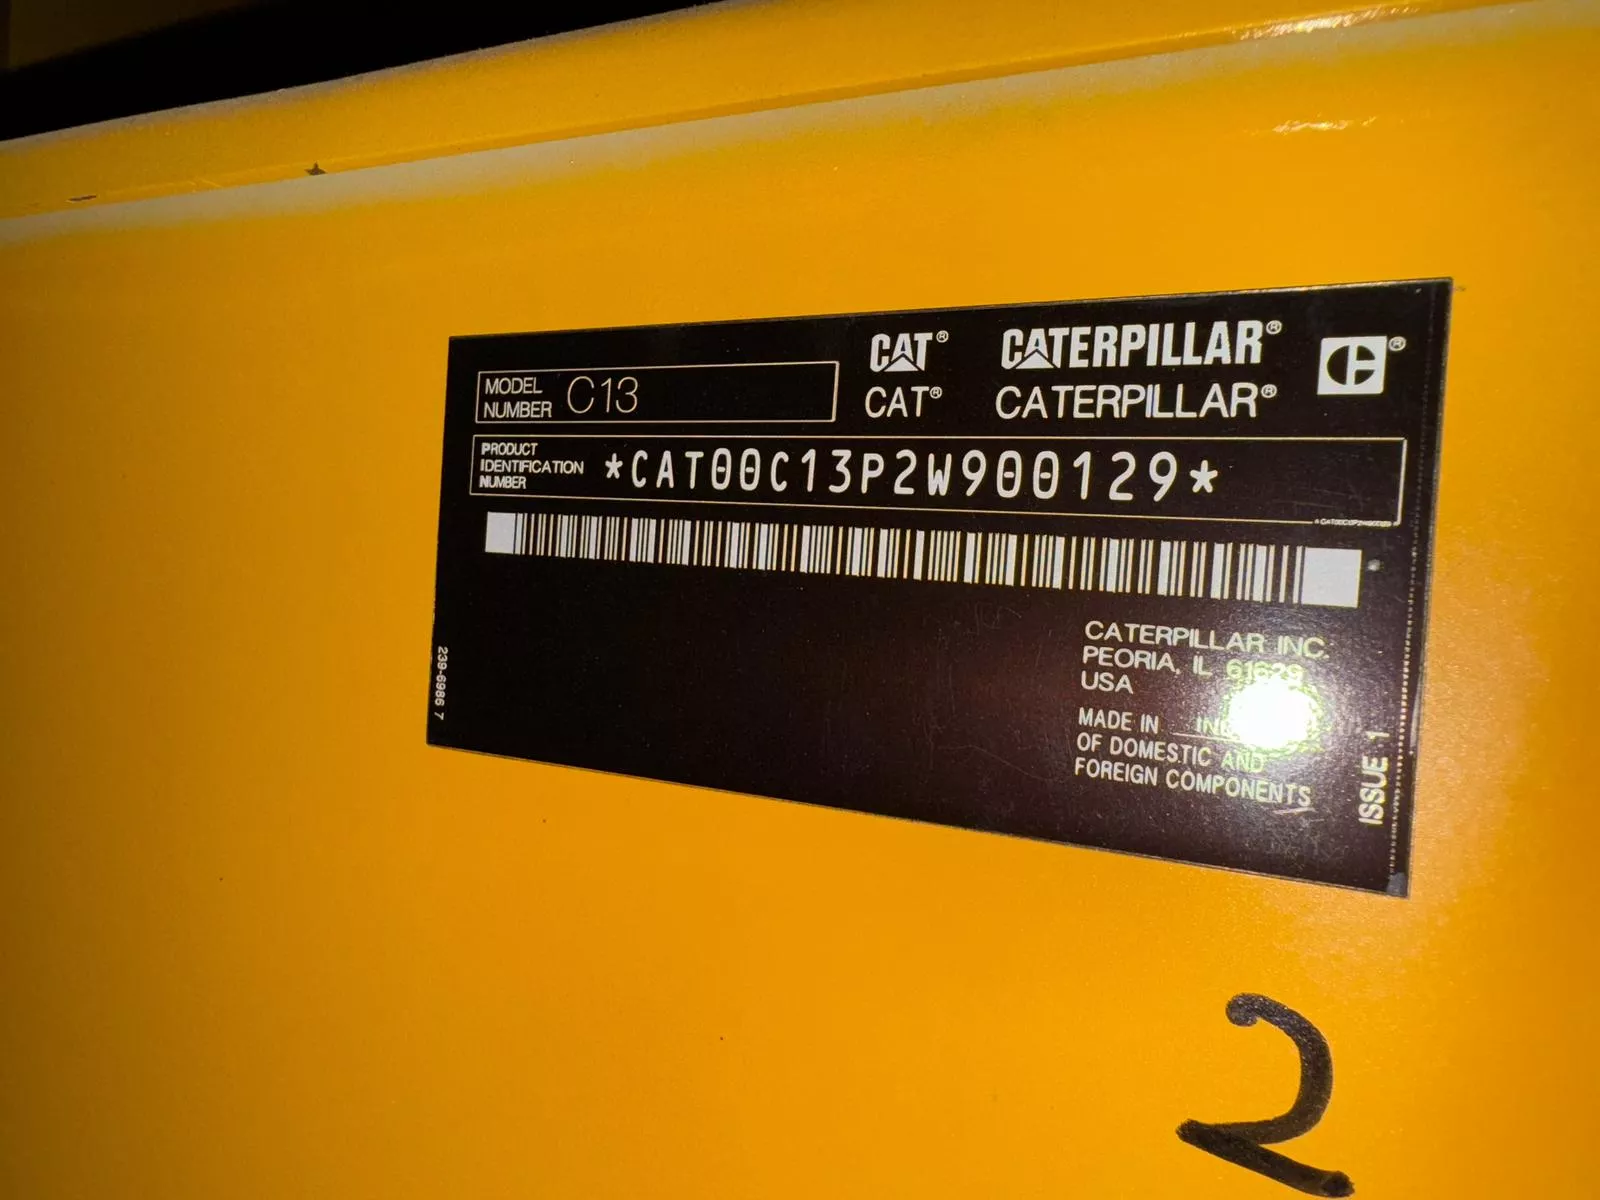 MODEL NUMBER C13
CAT® CATERPILLAR®
CAT® CATERPILLAR®
PRODUCT IDENTIFICATION NUMBER *CAT00C13P2W900129*
CATERPILLAR INC.
PEORIA, IL 61629
USA
MADE IN
OF DOMESTIC AND
FOREIGN COMPONENTS
ISSUE 1
239-6986 7
2